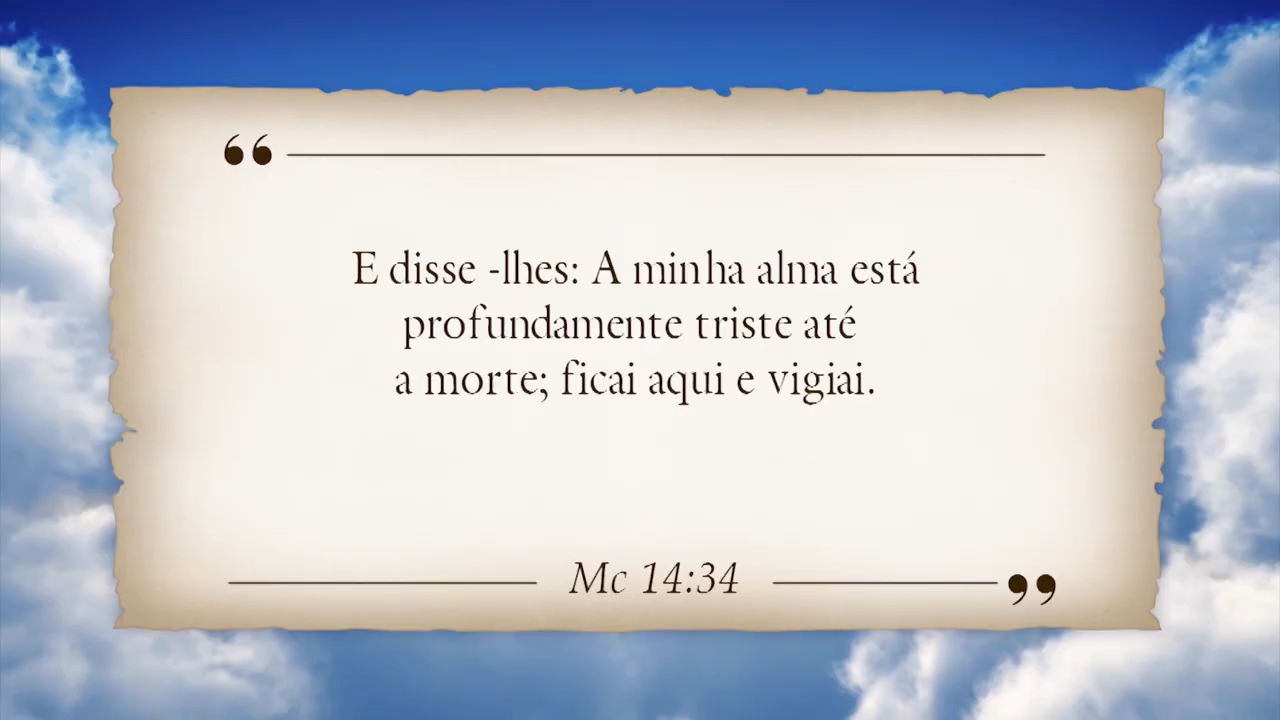 “
E disse -lhes: A minha alma está
profundamente triste até
a morte; ficai aqui e vigiai.
Mc 14:34
”